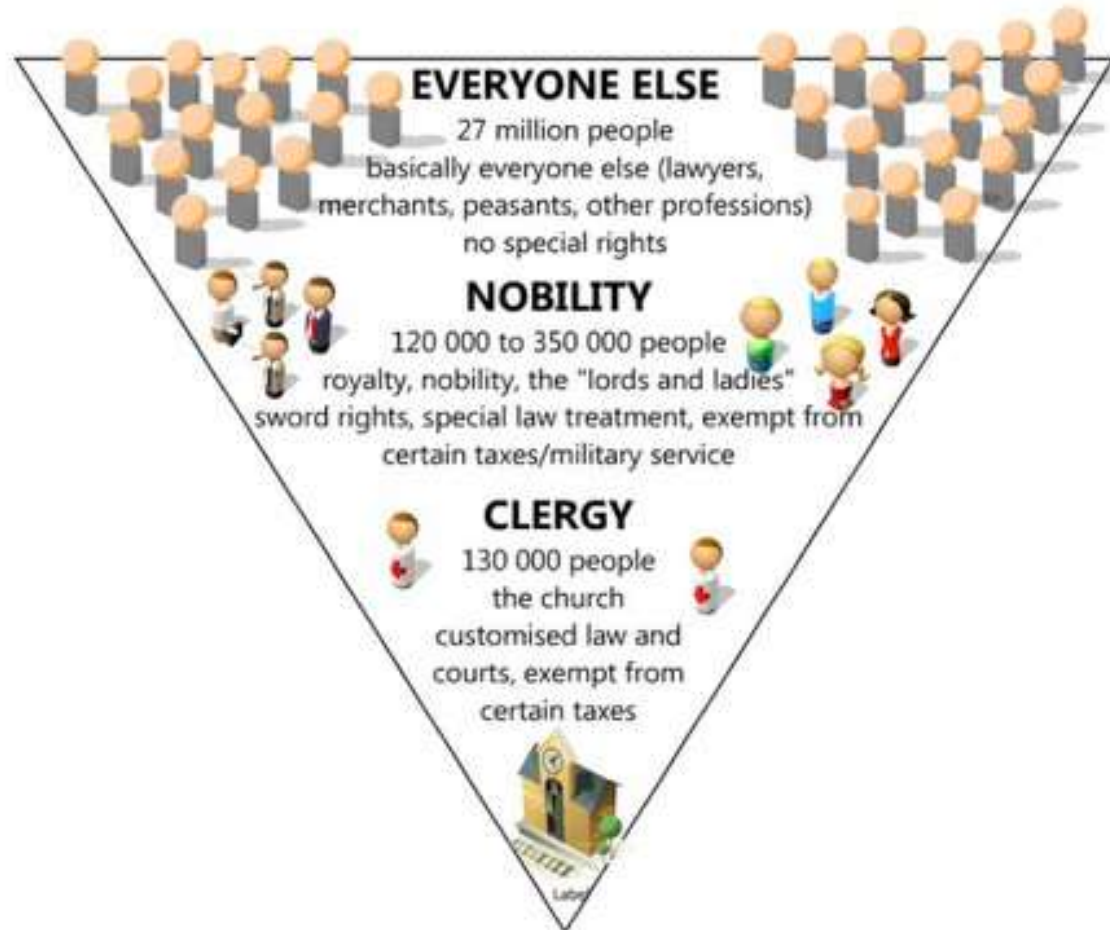 EVERYONE ELSE
27 million people
basically everyone else (lawyers,
merchants, peasants, other professions)
no special rights
NOBILITY
120 000 to 350 000 people
royalty, nobility, the "lords and ladies"
sword rights, special law treatment, exempt from
certain taxes/military service
CLERGY
130 000 people
the church
customised law and
courts, exempt from
certain taxes
Label